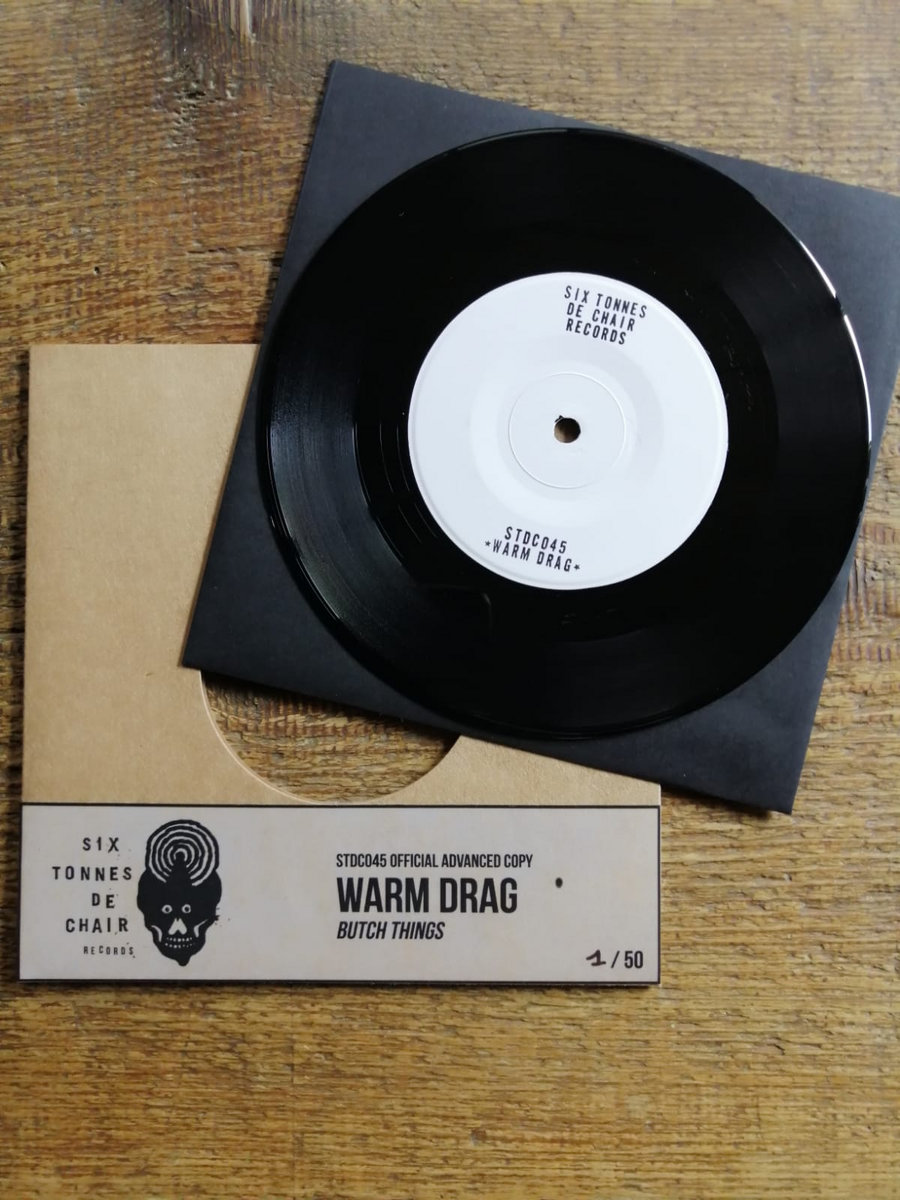 SIX TONNES
DE CHAIR
RECORDS
STDC045
*WARM DRAG*
SIX
TONNES
DE
CHAIR
RECORDS
STDC045 OFFICIAL ADVANCED COPY
WARM DRAG
BUTCH THINGS
1 / 50